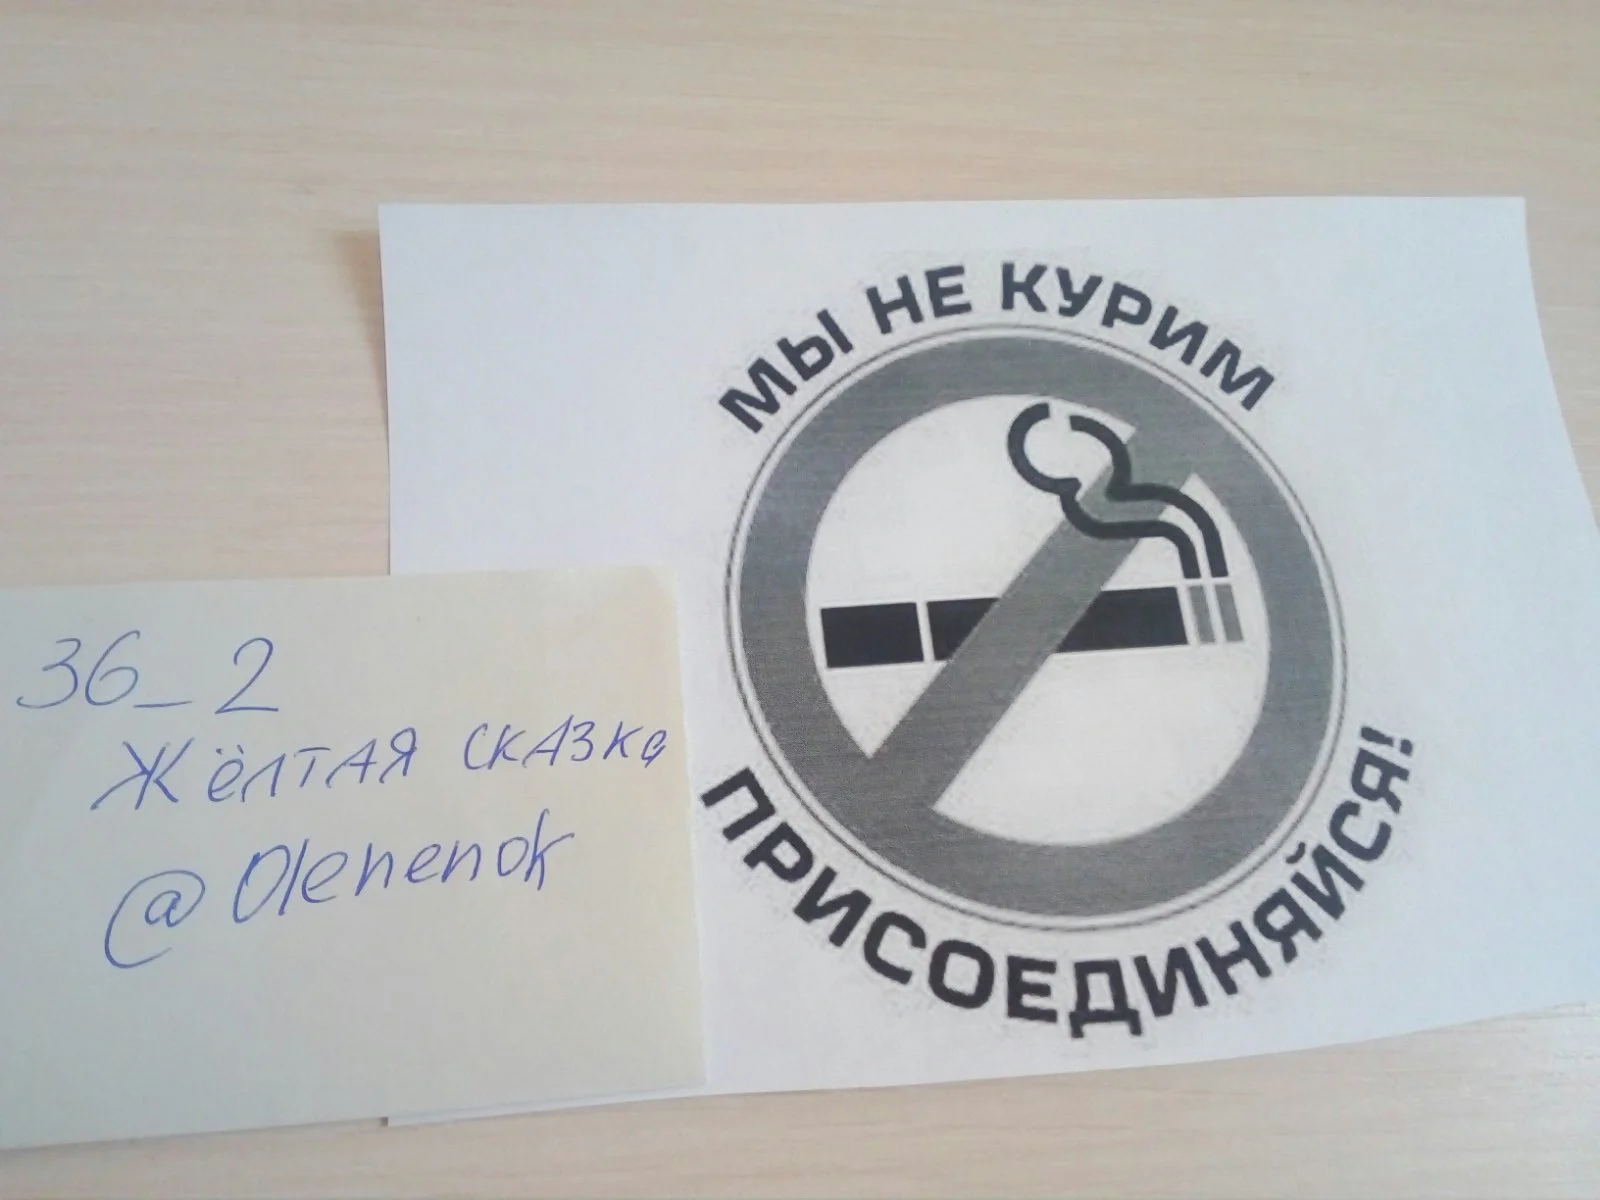 МЫ НЕ КУРИМ
ПРИСОЕДИНЯЙСЯ!
36_2
Жёлтая сказка
@Olenenok